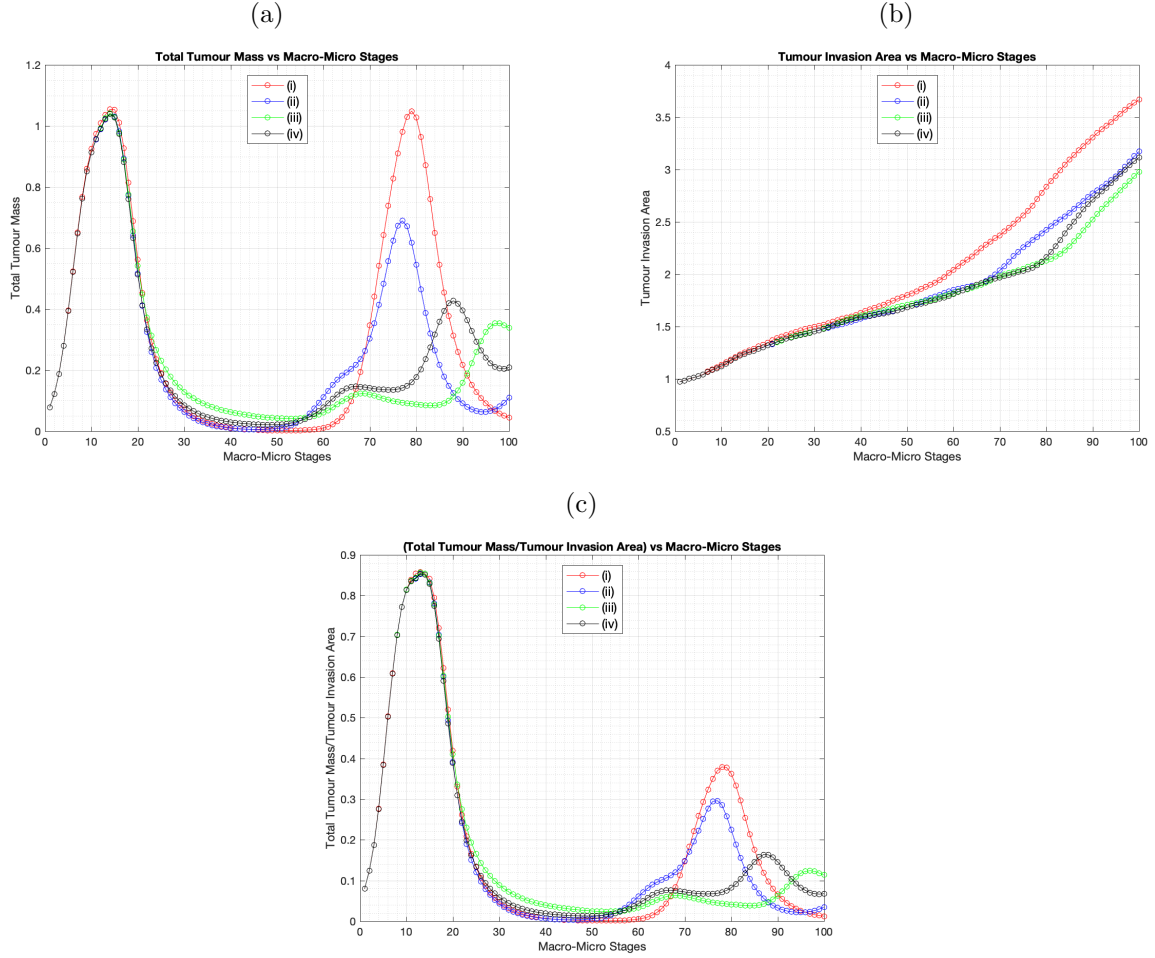 (a)
Total Tumour Mass vs Macro-Micro Stages
Total Tumour Mass
1.2
1
0.8
0.6
0.4
0.2
0
(i)
(ii)
(iii)
(iv)
0 10 20 30 40 50 60 70 80 90 100
Macro-Micro Stages
(b)
Tumour Invasion Area vs Macro-Micro Stages
Tumour Invasion Area
4
3.5
3
2.5
2
1.5
1
0.5
(i)
(ii)
(iii)
(iv)
0 10 20 30 40 50 60 70 80 90 100
Macro-Micro Stages
(c)
(Total Tumour Mass/Tumour Invasion Area) vs Macro-Micro Stages
Total Tumour Mass/Tumour Invasion Area
0.9
0.8
0.7
0.6
0.5
0.4
0.3
0.2
0.1
0
(i)
(ii)
(iii)
(iv)
0 10 20 30 40 50 60 70 80 90 100
Macro-Micro Stages